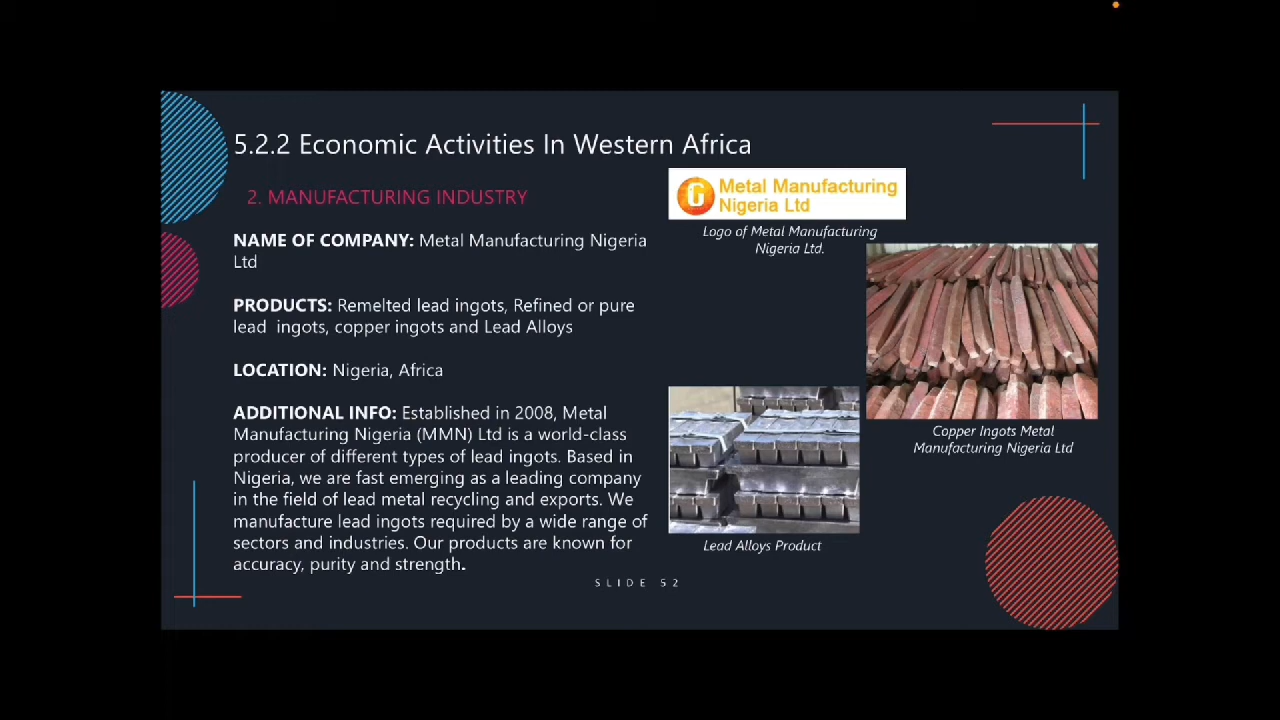 5.2.2 Economic Activities In Western Africa
2. MANUFACTURING INDUSTRY
NAME OF COMPANY: Metal Manufacturing Nigeria
Ltd
PRODUCTS: Remelted lead ingots, Refined or pure
lead  ingots, copper ingots and Lead Alloys
LOCATION: Nigeria, Africa
ADDITIONAL INFO: Established in 2008, Metal
Manufacturing Nigeria (MMN) Ltd is a world-class
producer of different types of lead ingots. Based in
Nigeria, we are fast emerging as a leading company
in the field of lead metal recycling and exports. We
manufacture lead ingots required by a wide range of
sectors and industries. Our products are known for
accuracy, purity and strength.
G Metal Manufacturing
Nigeria Ltd
Logo of Metal Manufacturing
Nigeria Ltd.
Copper Ingots Metal
Manufacturing Nigeria Ltd
Lead Alloys Product
SLIDE 52